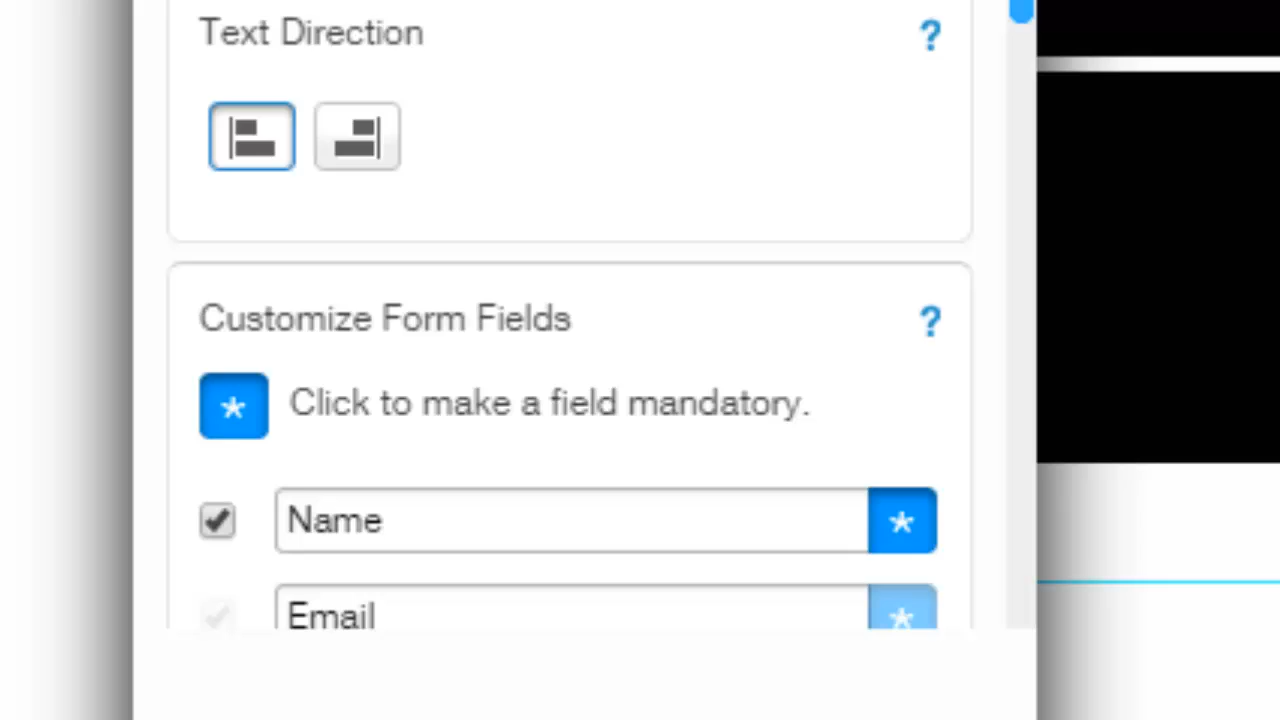 Text Direction ?
Customize Form Fields ?
* Click to make a field mandatory.
Name *
Email *